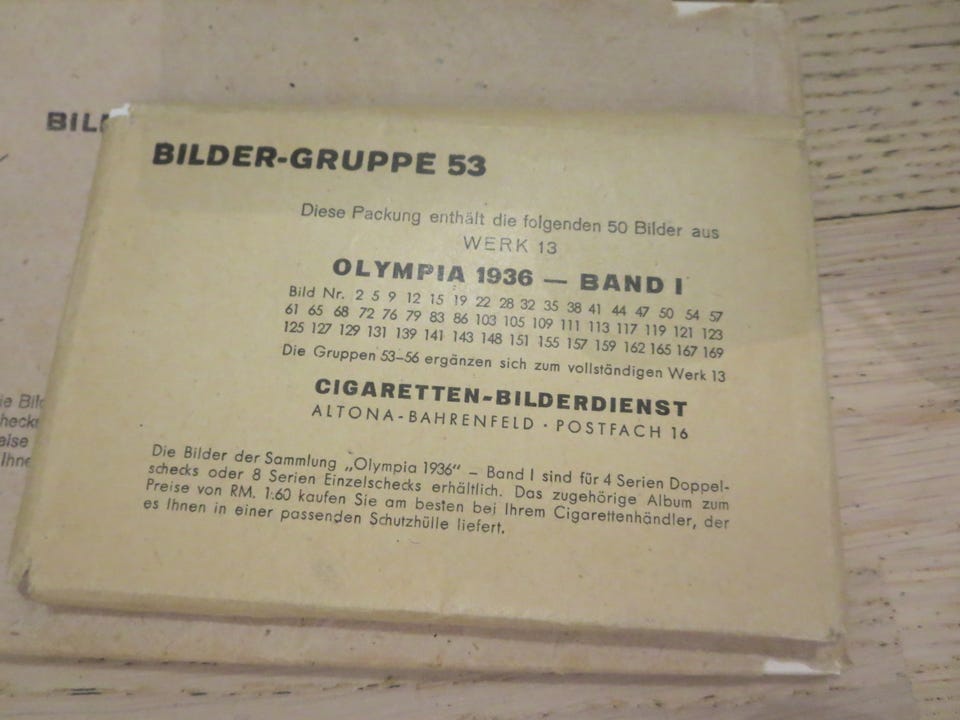 BILDER-GRUPPE 53
Diese Packung enthält die folgenden 50 Bilder aus
WERK 13
OLYMPIA 1936 — BAND I
Bild Nr. 2 5 9 12 15 19 22 28 32 35 38 41 44 47 50 54 57
61 65 68 72 76 79 83 86 103 105 109 111 113 117 119 121 123
125 127 129 131 139 141 143 148 151 155 157 159 162 165 167 169
Die Gruppen 53–56 ergänzen sich zum vollständigen Werk 13
CIGARETTEN-BILDERDIENST
ALTONA-BAHRENFELD · POSTFACH 16
Die Bilder der Sammlung „Olympia 1936“ – Band I sind für 4 Serien Doppel-
schecks oder 8 Serien Einzelschecks erhältlich. Das zugehörige Album zum
Preise von RM. 1:60 kaufen Sie am besten bei Ihrem Cigarettenhändler, der
es Ihnen in einer passenden Schutzhülle liefert.